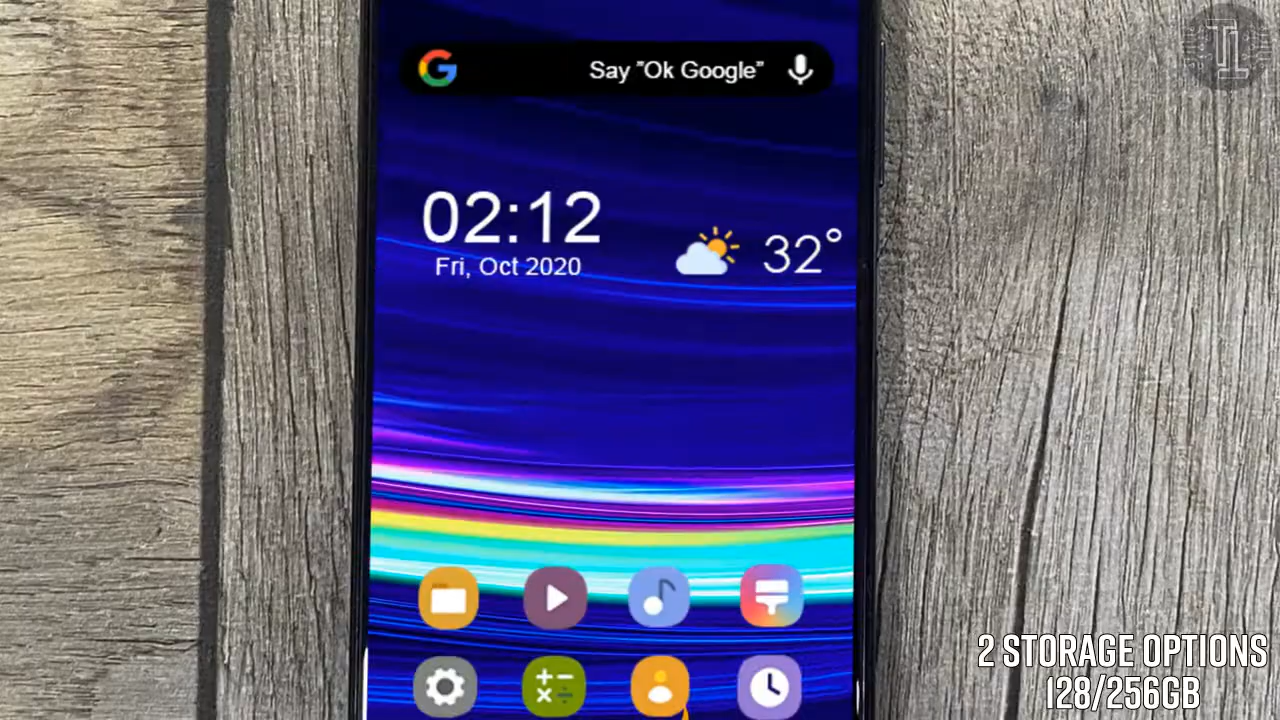 Say "Ok Google"
02:12
Fri, Oct 2020
32°
2 STORAGE OPTIONS
128/256GB